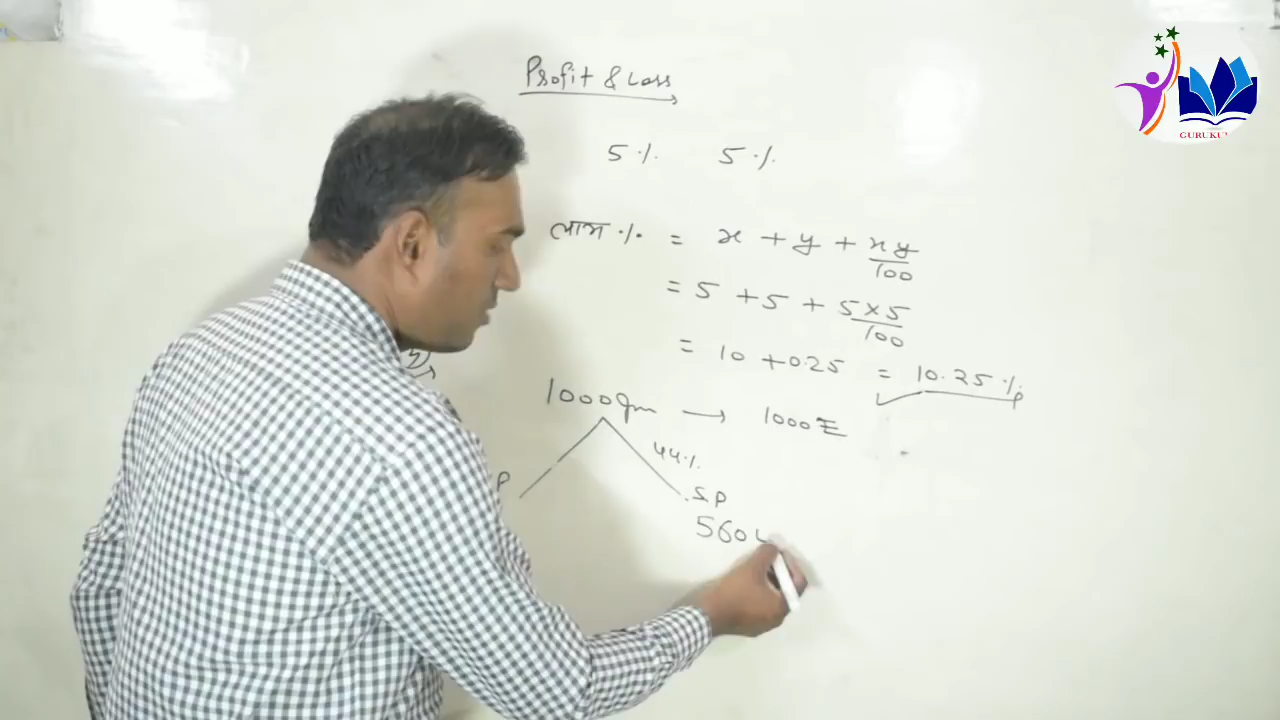 Profit & Loss
5 % 5 %
लाभ % = x + y + xy/100
= 5 + 5 + 5×5/100
= 10 + 0.25 = 10.25 %
1000gm → 1000
44%
P S.P
560
GURUKUL